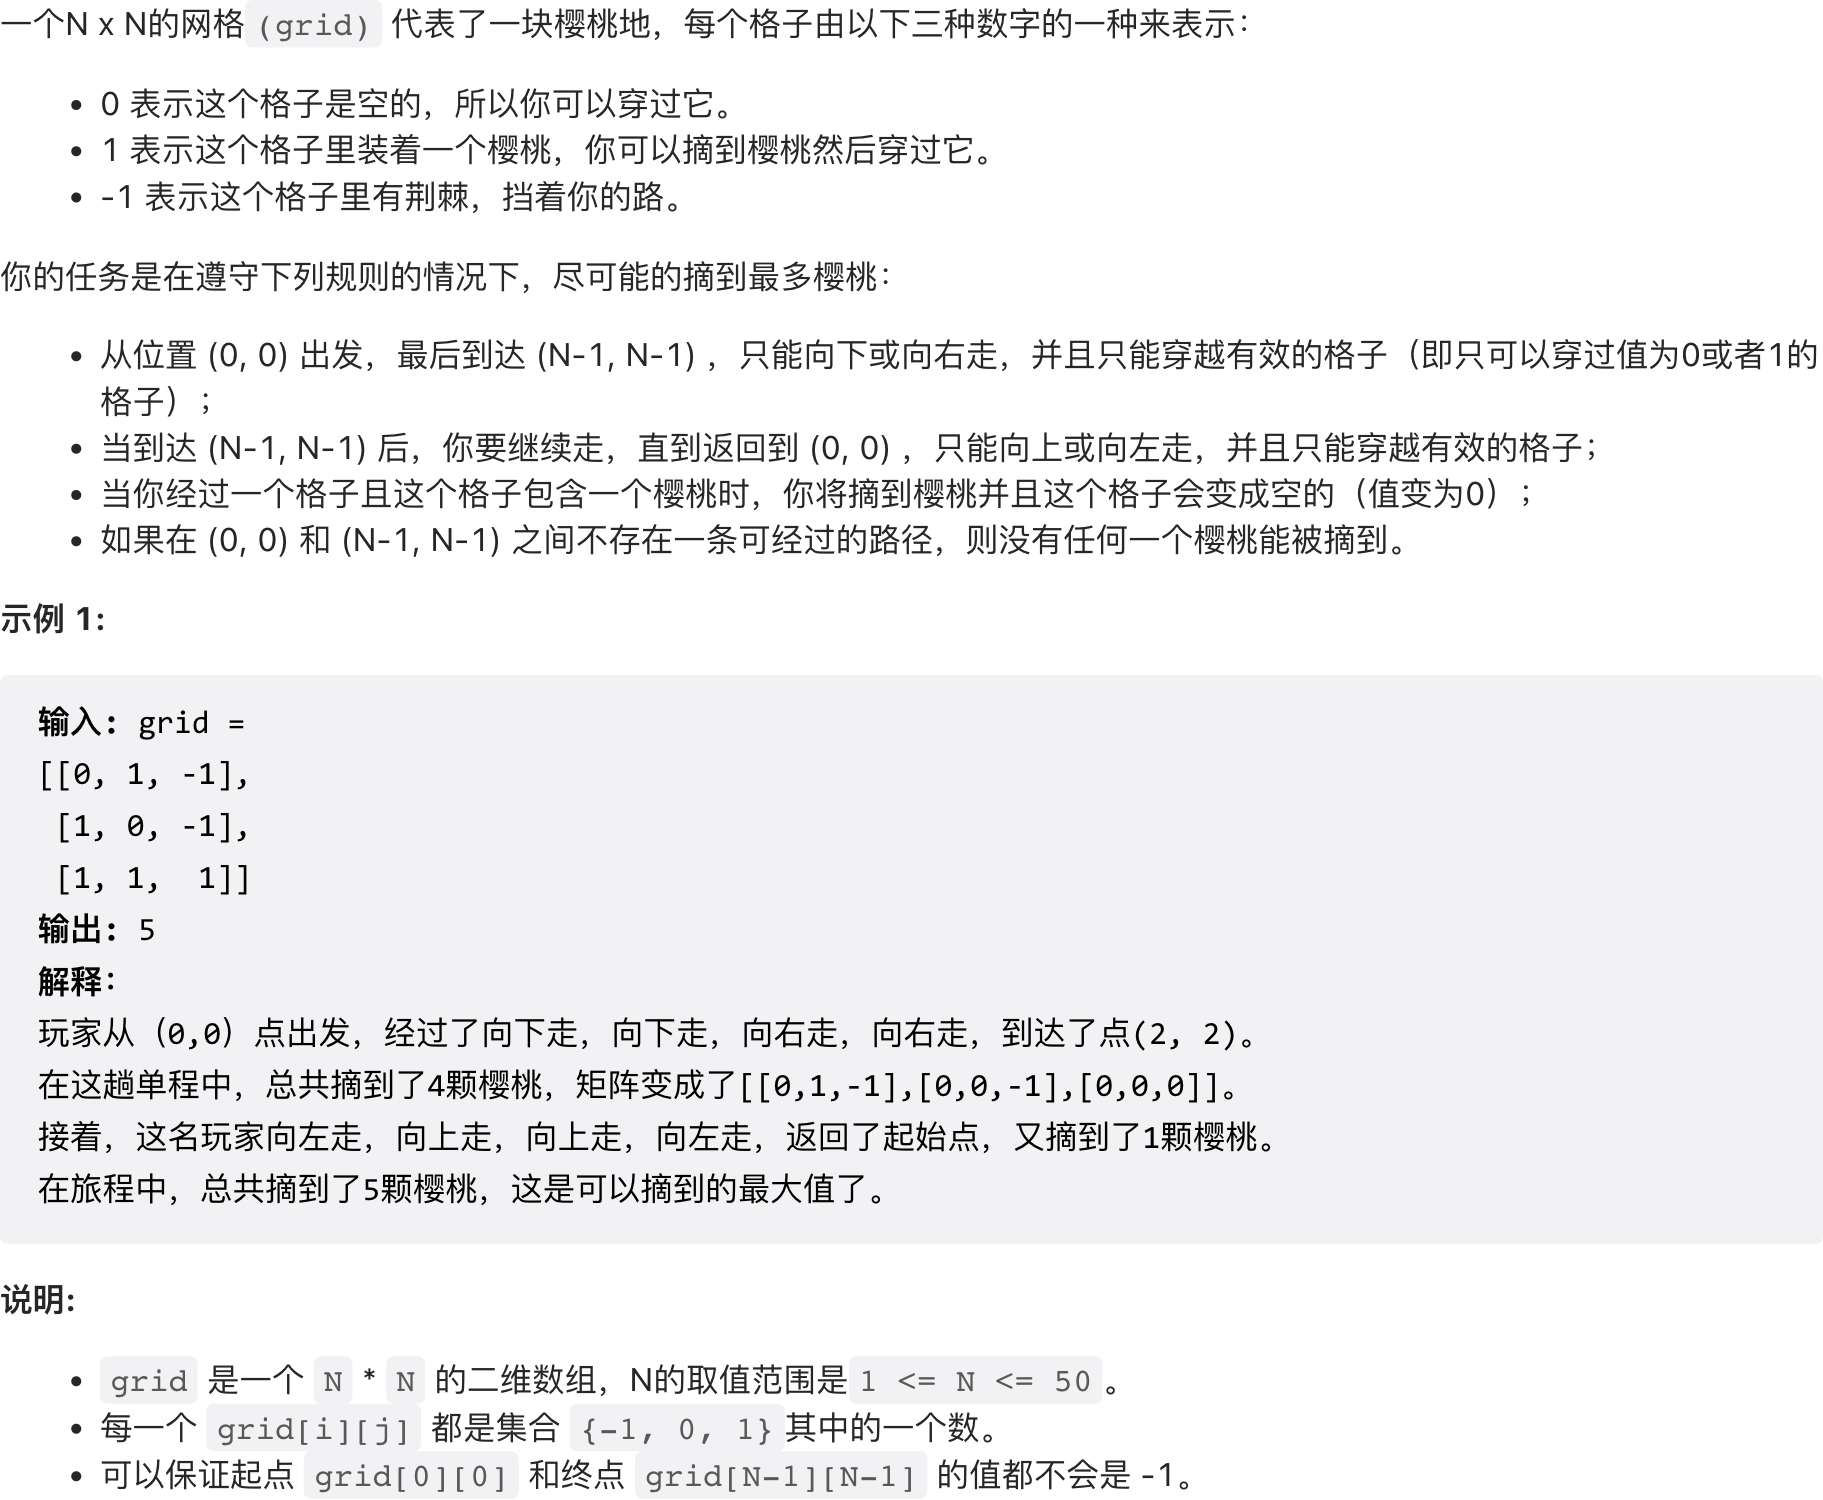 一个N x N的网格(grid) 代表了一块樱桃地，每个格子由以下三种数字的一种来表示：
• 0 表示这个格子是空的，所以你可以穿过它。
• 1 表示这个格子里装着一个樱桃，你可以摘到樱桃然后穿过它。
• -1 表示这个格子里有荆棘，挡着你的路。
你的任务是在遵守下列规则的情况下，尽可能的摘到最多樱桃：
• 从位置 (0, 0) 出发，最后到达 (N-1, N-1) ，只能向下或向右走，并且只能穿越有效的格子（即只可以穿过值为0或者1的
格子）；
• 当到达 (N-1, N-1) 后，你要继续走，直到返回到 (0, 0) ，只能向上或向左走，并且只能穿越有效的格子；
• 当你经过一个格子且这个格子包含一个樱桃时，你将摘到樱桃并且这个格子会变成空的（值变为0）；
• 如果在 (0, 0) 和 (N-1, N-1) 之间不存在一条可经过的路径，则没有任何一个樱桃能被摘到。
示例 1:
输入: grid =
[[0, 1, -1],
[1, 0, -1],
[1, 1,  1]]
输出: 5
解释：
玩家从（0,0）点出发，经过了向下走，向下走，向右走，向右走，到达了点(2, 2)。
在这趟单程中，总共摘到了4颗樱桃，矩阵变成了[[0,1,-1],[0,0,-1],[0,0,0]]。
接着，这名玩家向左走，向上走，向上走，向左走，返回了起始点，又摘到了1颗樱桃。
在旅程中，总共摘到了5颗樱桃，这是可以摘到的最大值了。
说明:
• grid 是一个 N * N 的二维数组，N的取值范围是1 <= N <= 50。
• 每一个 grid[i][j] 都是集合 {-1, 0, 1}其中的一个数。
• 可以保证起点 grid[0][0] 和终点 grid[N-1][N-1] 的值都不会是 -1。